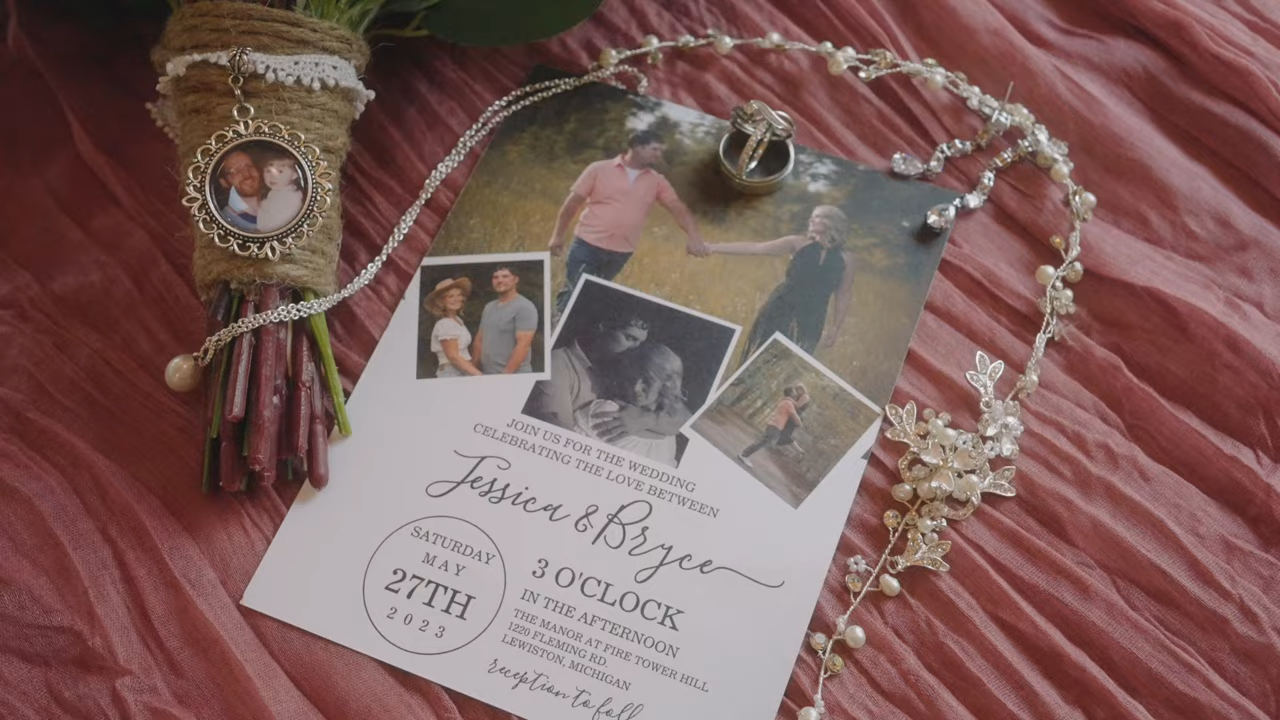 JOIN US FOR THE WEDDING
CELEBRATING THE LOVE BETWEEN
Jessica & Bryce
SATURDAY
MAY
27TH
2023
3 O'CLOCK
IN THE AFTERNOON
THE MANOR AT FIRE TOWER HILL
1220 FLEMING RD.
LEWISTON, MICHIGAN
reception to foll